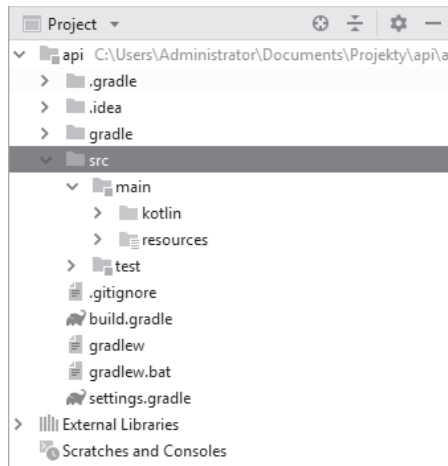 Project
api C:\Users\Administrator\Documents\Projekty\api\a
.gradle
.idea
gradle
src
main
kotlin
resources
test
.gitignore
build.gradle
gradlew
gradlew.bat
settings.gradle
External Libraries
Scratches and Consoles